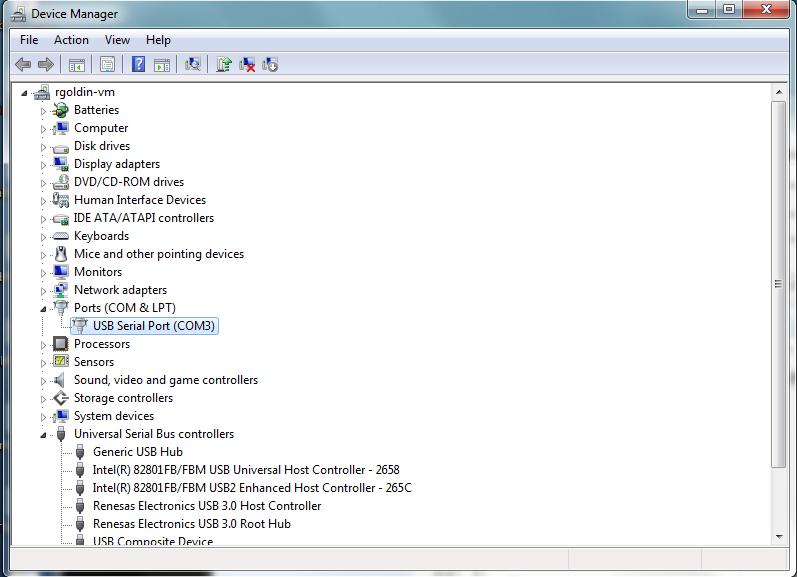 Device Manager
File Action View Help
rgoldin-vm
Batteries
Computer
Disk drives
Display adapters
DVD/CD-ROM drives
Human Interface Devices
IDE ATA/ATAPI controllers
Keyboards
Mice and other pointing devices
Monitors
Network adapters
Ports (COM & LPT)
USB Serial Port (COM3)
Processors
Sensors
Sound, video and game controllers
Storage controllers
System devices
Universal Serial Bus controllers
Generic USB Hub
Intel(R) 82801FB/FBM USB Universal Host Controller - 2658
Intel(R) 82801FB/FBM USB2 Enhanced Host Controller - 265C
Renesas Electronics USB 3.0 Host Controller
Renesas Electronics USB 3.0 Root Hub
USB Composite Device